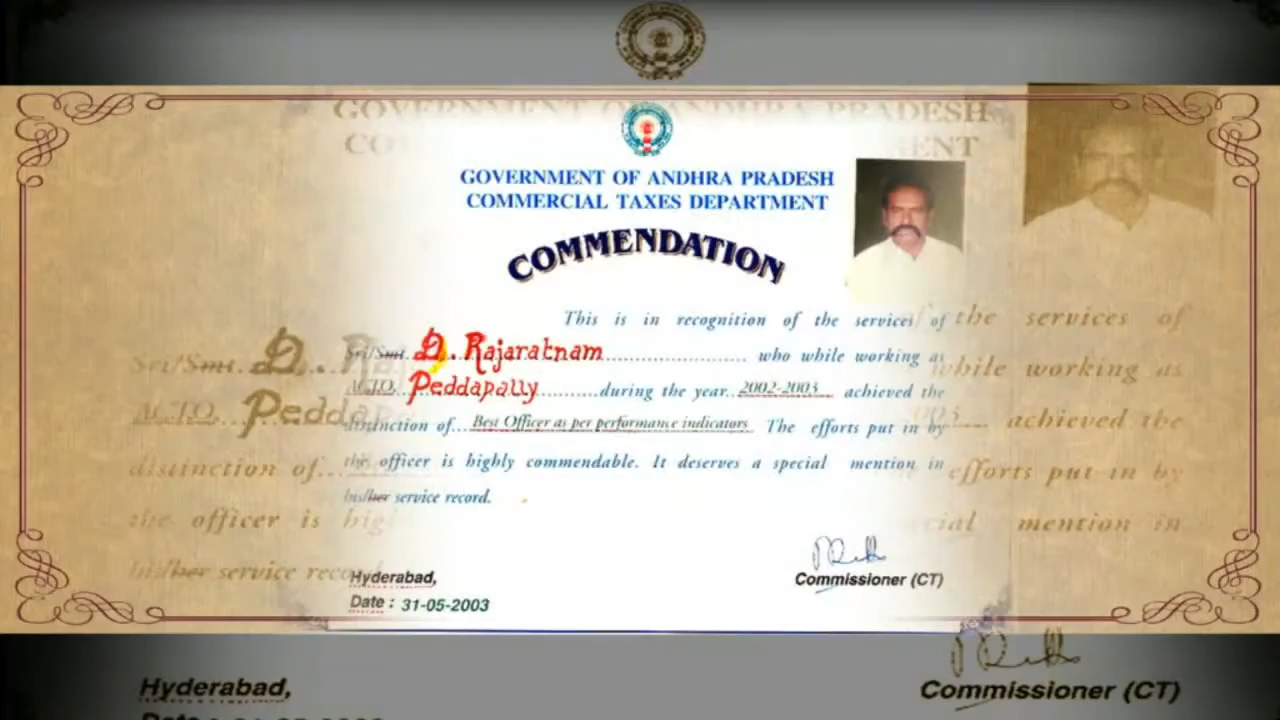 GOVERNMENT OF ANDHRA PRADESH
COMMERCIAL TAXES DEPARTMENT
COMMENDATION
This is in recognition of the services of
Sri/Smt. D. Rajaratnam who while working as
A.C.T.O. Peddapally during the year 2002-2003 achieved the
distinction of Best Officer as per performance indicators The efforts put in by
the officer is highly commendable. It deserves a special mention in
his/her service record.
Commissioner (CT)
Hyderabad,
Date : 31-05-2003
Hyderabad,
Commissioner (CT)